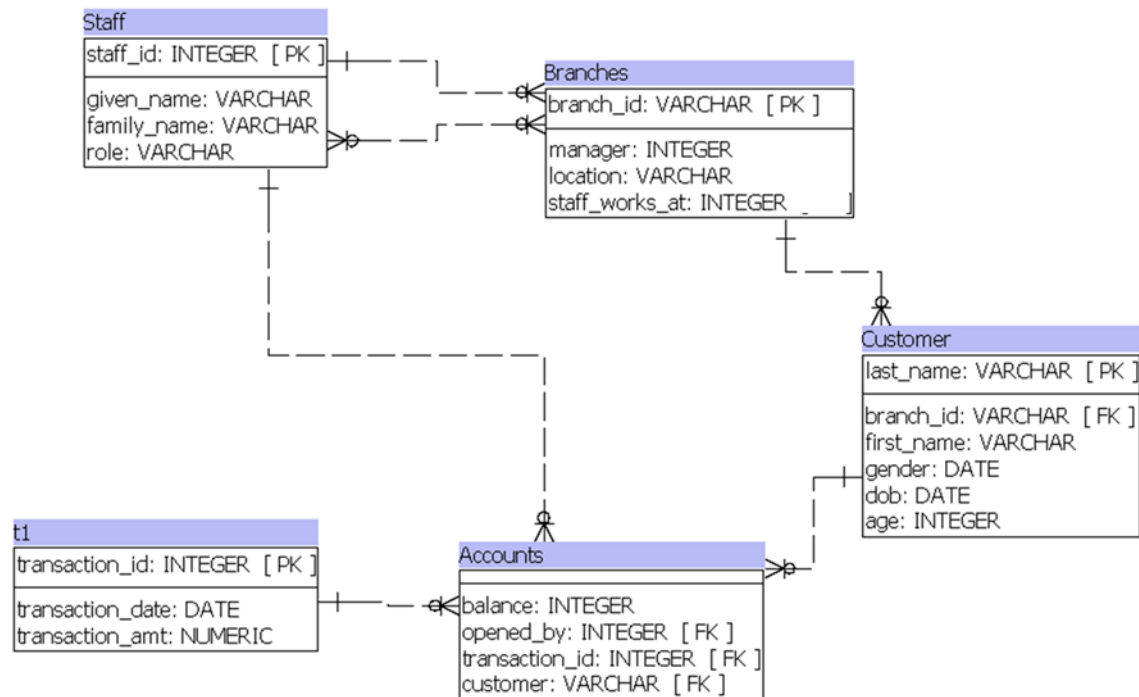 Staff
staff_id: INTEGER [ PK ]
given_name: VARCHAR
family_name: VARCHAR
role: VARCHAR
Branches
branch_id: VARCHAR [ PK ]
manager: INTEGER
location: VARCHAR
staff_works_at: INTEGER [ ]
Customer
last_name: VARCHAR [ PK ]
branch_id: VARCHAR [ FK ]
first_name: VARCHAR
gender: DATE
dob: DATE
age: INTEGER
t1
transaction_id: INTEGER [ PK ]
transaction_date: DATE
transaction_amt: NUMERIC
Accounts
balance: INTEGER
opened_by: INTEGER [ FK ]
transaction_id: INTEGER [ FK ]
customer: VARCHAR [ FK ]